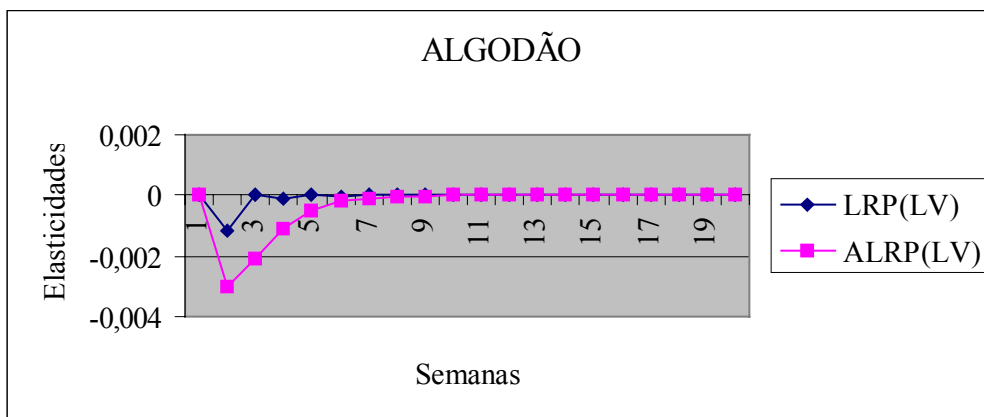 ALGODÃO
Elasticidades
0,002
0
-0,002
-0,004
1 3 5 7 9 11 13 15 17 19
Semanas
LRP(LV)
ALRP(LV)